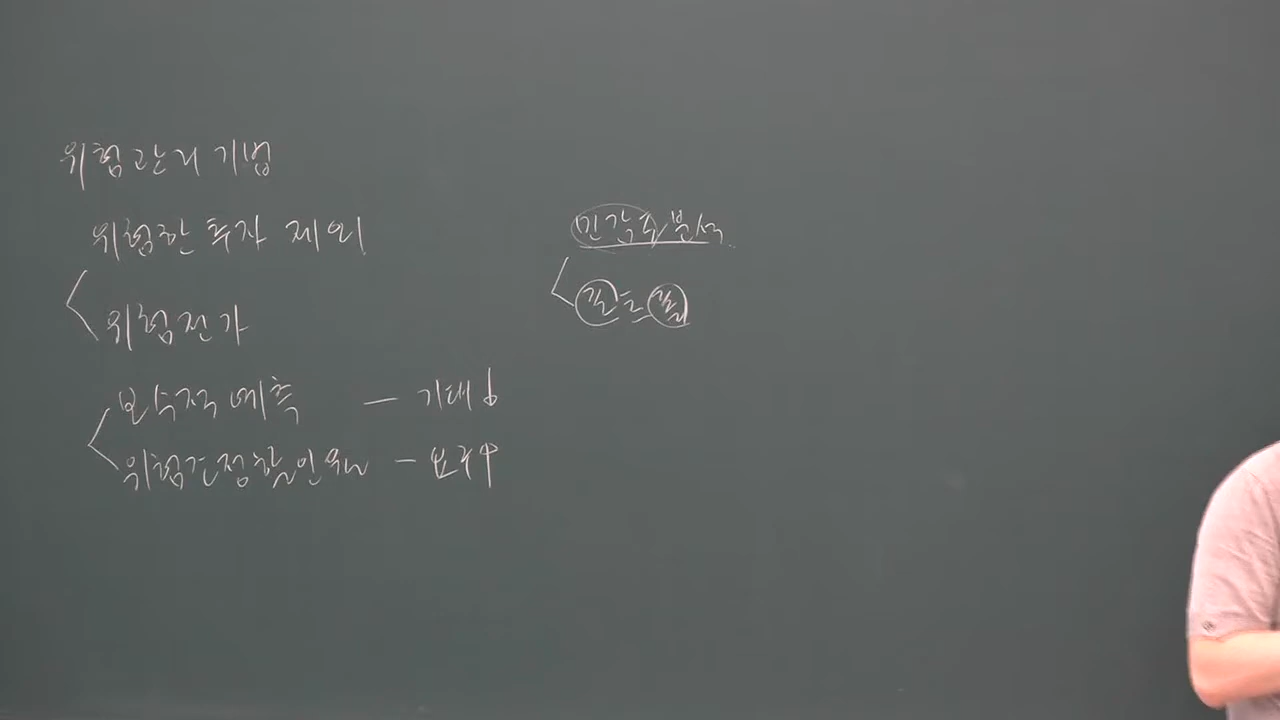 위험관리 기법
위험한 투자 제외
위험전가
보수적 예측 — 기대↓
위험조정할인율 — 요구↑
민감도분석